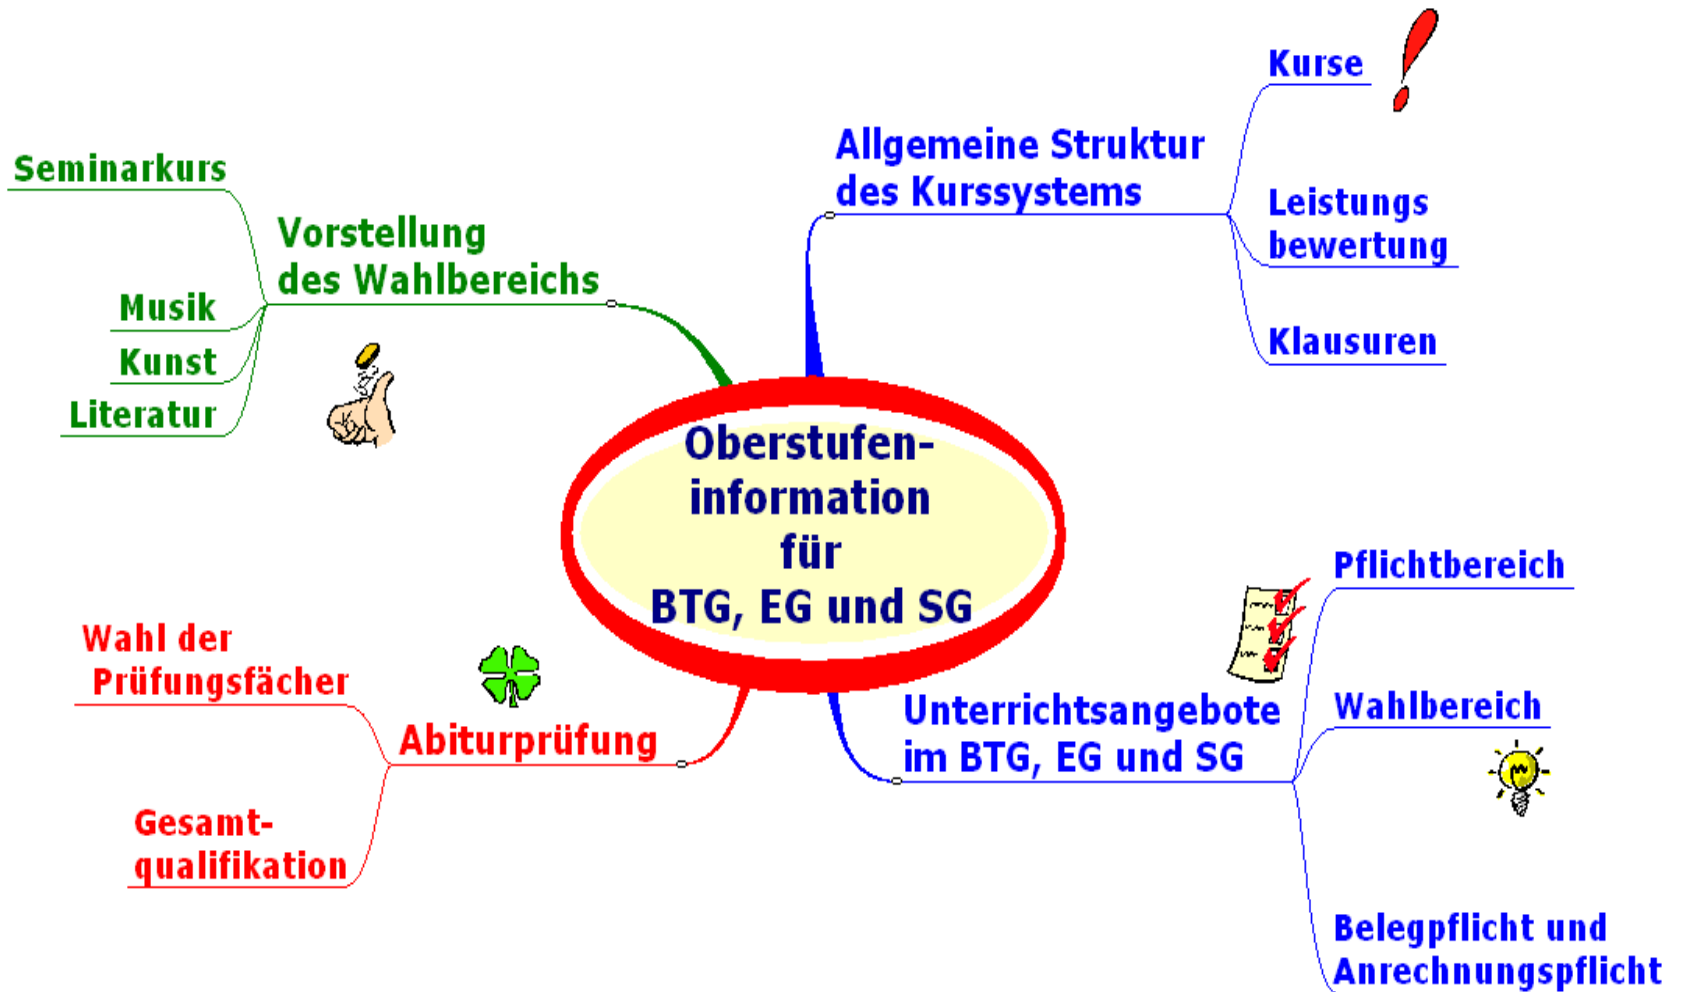 Oberstufen-
information
für
BTG, EG und SG
Allgemeine Struktur
des Kurssystems
Kurse
Leistungs
bewertung
Klausuren
Unterrichtsangebote
im BTG, EG und SG
Pflichtbereich
Wahlbereich
Belegpflicht und
Anrechnungspflicht
Abiturprüfung
Wahl der
Prüfungsfächer
Gesamt-
qualifikation
Vorstellung
des Wahlbereichs
Seminarkurs
Musik
Kunst
Literatur